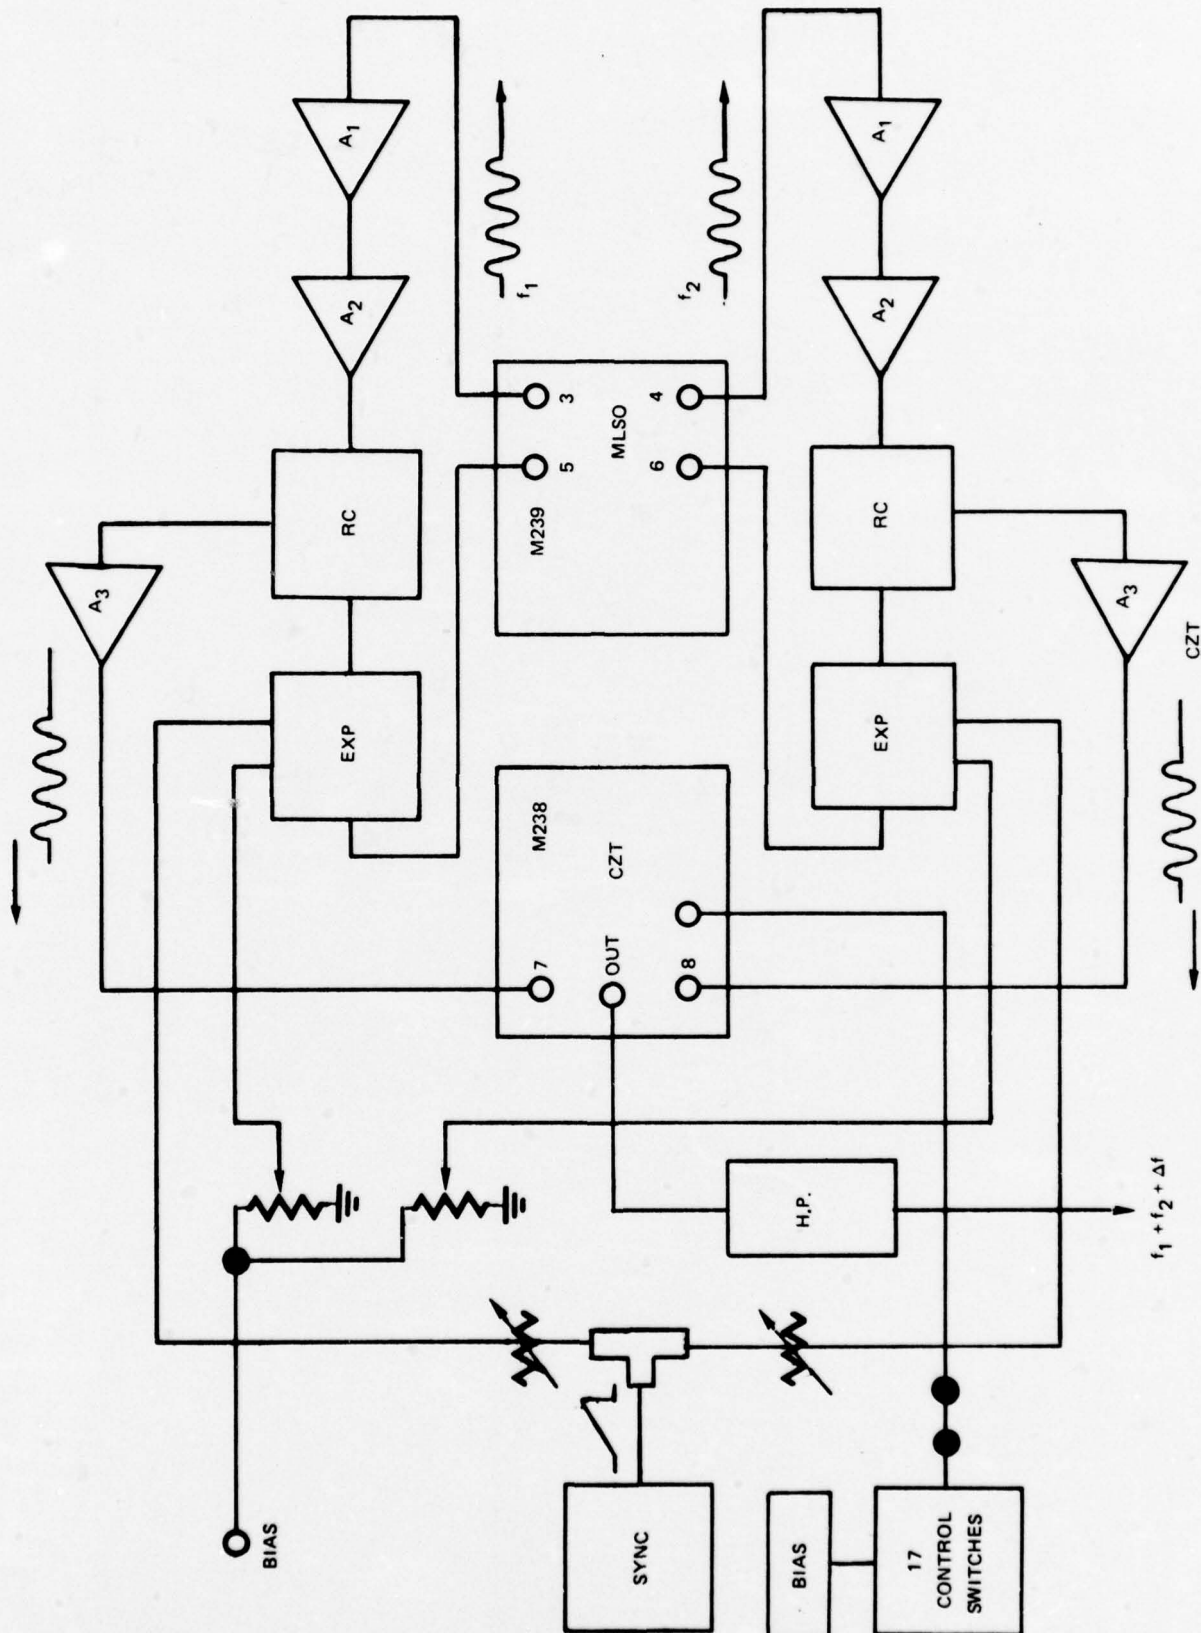 BIAS
SYNC
BIAS
17
CONTROL
SWITCHES
A₃
EXP
RC
A₂
A₁
M238
7
OUT
CZT
8
M239
5
3
MLSO
6
4
f₁
f₂
H.P.
EXP
RC
A₂
A₁
A₃
f₁ + f₂ + Δf
CZT